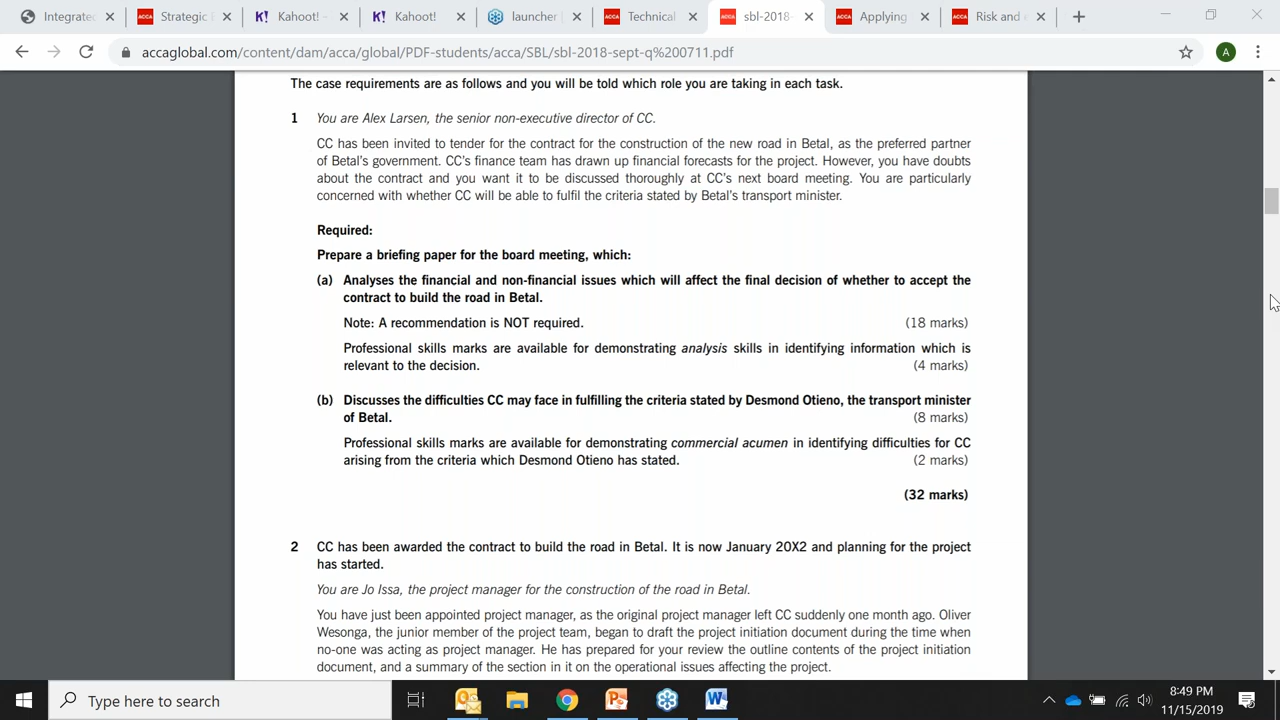 Integrated
ACCA
Strategic
Kahoot! –
Kahoot!
launcher
ACCA
Technical
ACCA
sbl-2018-
ACCA
Applying
ACCA
Risk and
accaglobal.com/content/dam/acca/global/PDF-students/acca/SBL/sbl-2018-sept-q%200711.pdf
A
The case requirements are as follows and you will be told which role you are taking in each task.
1 You are Alex Larsen, the senior non-executive director of CC.
CC has been invited to tender for the contract for the construction of the new road in Betal, as the preferred partner
of Betal's government. CC's finance team has drawn up financial forecasts for the project. However, you have doubts
about the contract and you want it to be discussed thoroughly at CC's next board meeting. You are particularly
concerned with whether CC will be able to fulfil the criteria stated by Betal's transport minister.
Required:
Prepare a briefing paper for the board meeting, which:
(a) Analyses the financial and non-financial issues which will affect the final decision of whether to accept the
contract to build the road in Betal.
Note: A recommendation is NOT required. (18 marks)
Professional skills marks are available for demonstrating analysis skills in identifying information which is
relevant to the decision. (4 marks)
(b) Discusses the difficulties CC may face in fulfilling the criteria stated by Desmond Otieno, the transport minister
of Betal. (8 marks)
Professional skills marks are available for demonstrating commercial acumen in identifying difficulties for CC
arising from the criteria which Desmond Otieno has stated. (2 marks)
(32 marks)
2 CC has been awarded the contract to build the road in Betal. It is now January 20X2 and planning for the project
has started.
You are Jo Issa, the project manager for the construction of the road in Betal.
You have just been appointed project manager, as the original project manager left CC suddenly one month ago. Oliver
Wesonga, the junior member of the project team, began to draft the project initiation document during the time when
no-one was acting as project manager. He has prepared for your review the outline contents of the project initiation
document, and a summary of the section in it on the operational issues affecting the project.
Type here to search
8:49 PM
11/15/2019